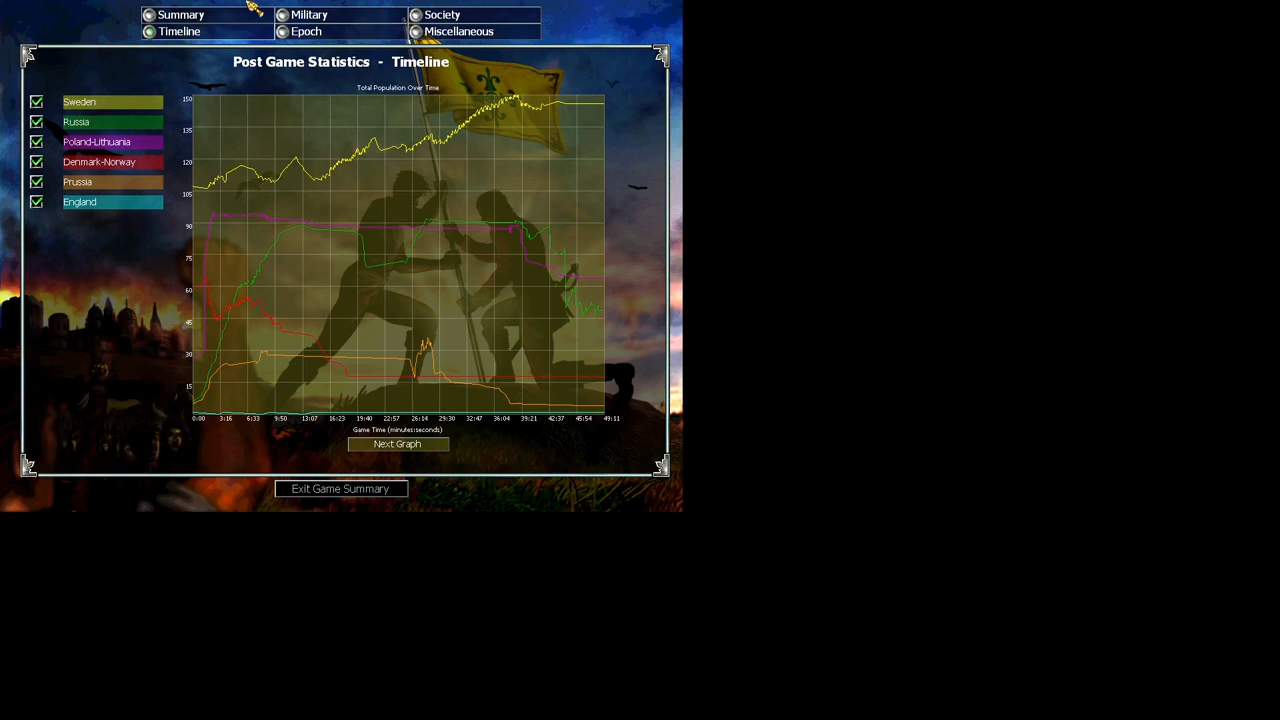 Summary Military Society
Timeline Epoch Miscellaneous
Post Game Statistics - Timeline
Total Population Over Time
Sweden
Russia
Poland-Lithuania
Denmark-Norway
Prussia
England
150
135
120
105
90
75
60
45
30
15
0:00 3:16 6:33 9:50 13:07 16:23 19:40 22:57 26:14 29:30 32:47 36:04 39:21 42:37 45:54 49:11
Game Time (minutes:seconds)
Next Graph
Exit Game Summary